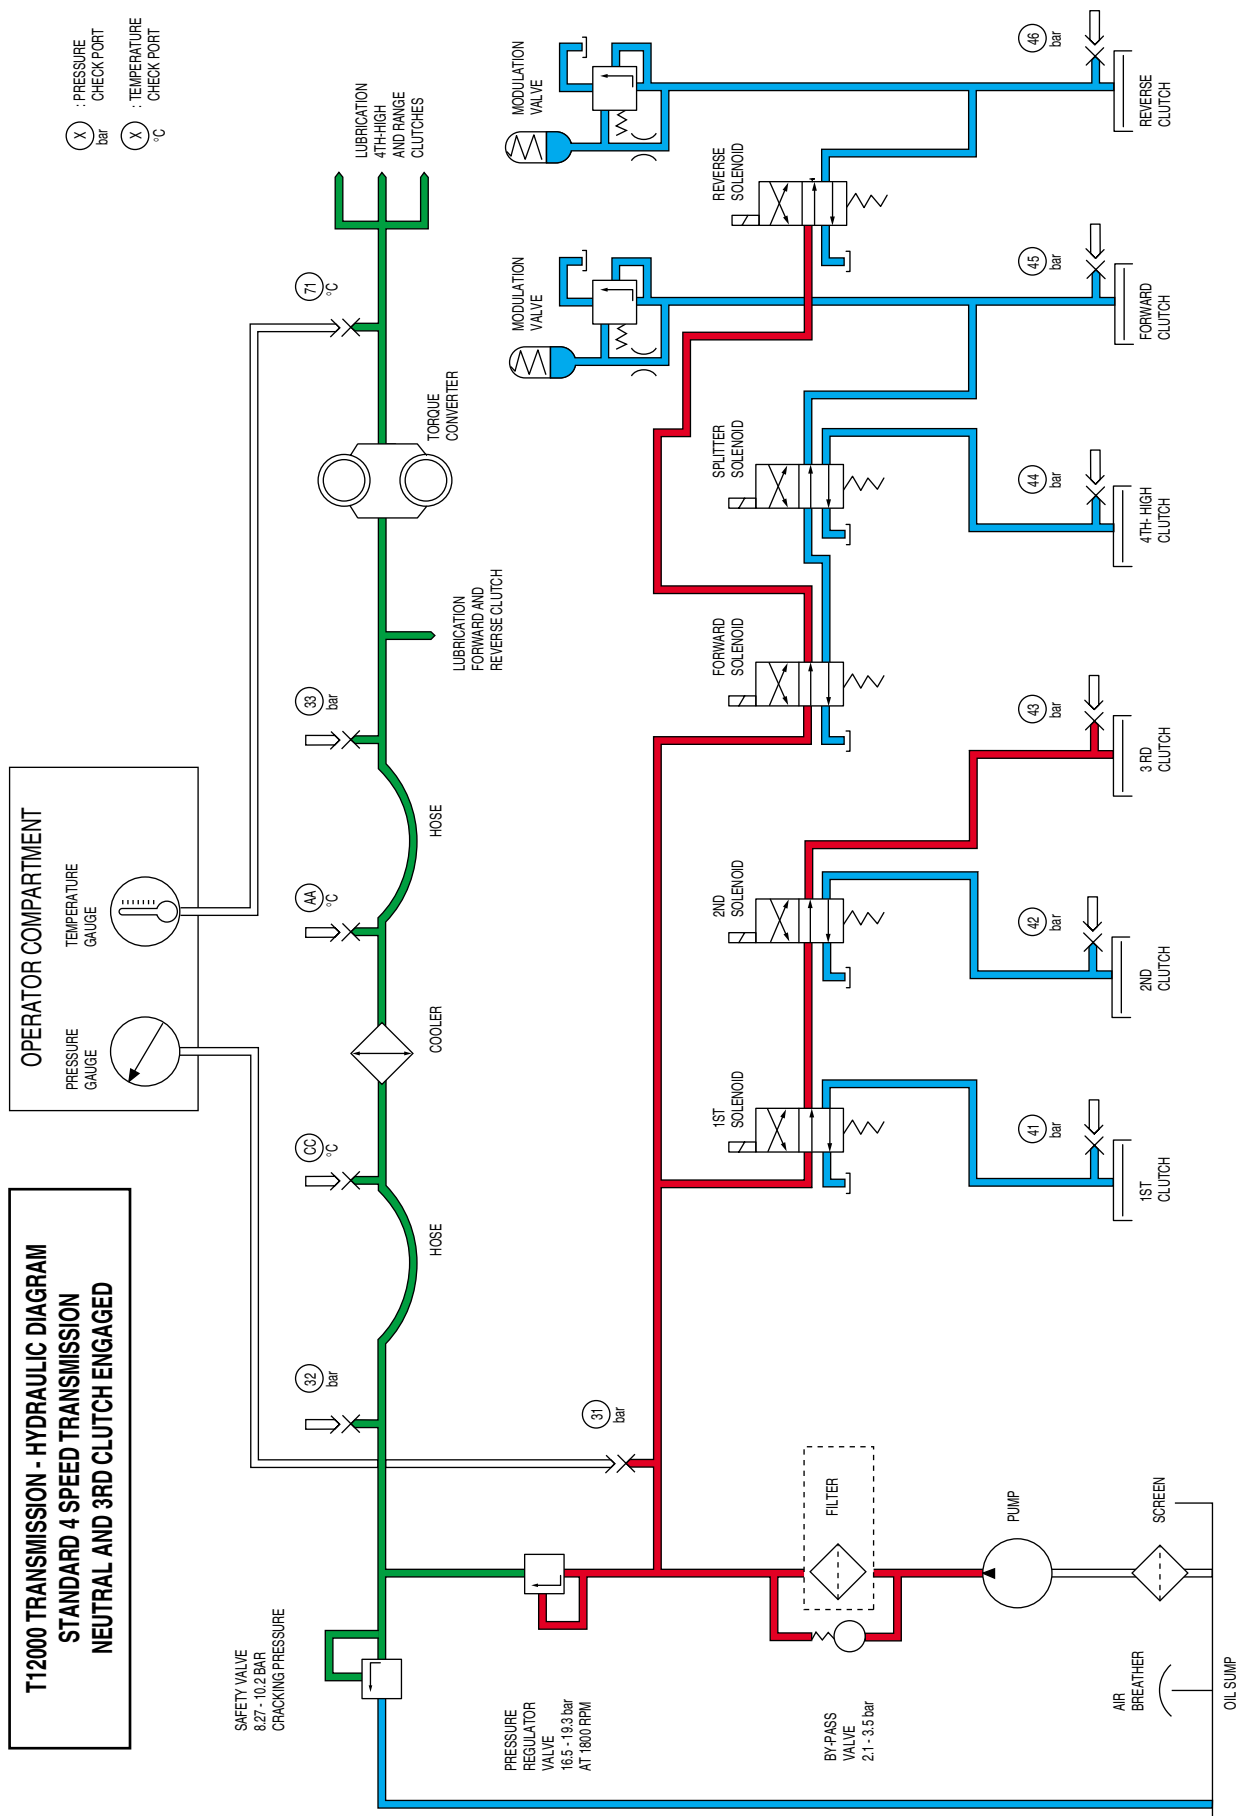 T12000 TRANSMISSION - HYDRAULIC DIAGRAM
STANDARD 4 SPEED TRANSMISSION
NEUTRAL AND 3RD CLUTCH ENGAGED
OPERATOR COMPARTMENT
PRESSURE
GAUGE
TEMPERATURE
GAUGE
X
bar
: PRESSURE
CHECK PORT
X
°C
: TEMPERATURE
CHECK PORT
SAFETY VALVE
8.27 - 10.2 BAR
CRACKING PRESSURE
32
bar
HOSE
CC
°C
COOLER
AA
°C
HOSE
33
bar
LUBRICATION
FORWARD AND
REVERSE CLUTCH
TORQUE
CONVERTER
71
°C
LUBRICATION
4TH-HIGH
AND RANGE
CLUTCHES
PRESSURE
REGULATOR
VALVE
16.5 - 19.3 bar
AT 1800 RPM
31
bar
MODULATION
VALVE
MODULATION
VALVE
1ST
SOLENOID
2ND
SOLENOID
FORWARD
SOLENOID
SPLITTER
SOLENOID
REVERSE
SOLENOID
BY-PASS
VALVE
2.1 - 3.5 bar
FILTER
PUMP
SCREEN
AIR
BREATHER
OIL SUMP
41
bar
42
bar
43
bar
44
bar
45
bar
46
bar
1ST
CLUTCH
2ND
CLUTCH
3 RD
CLUTCH
4TH- HIGH
CLUTCH
FORWARD
CLUTCH
REVERSE
CLUTCH